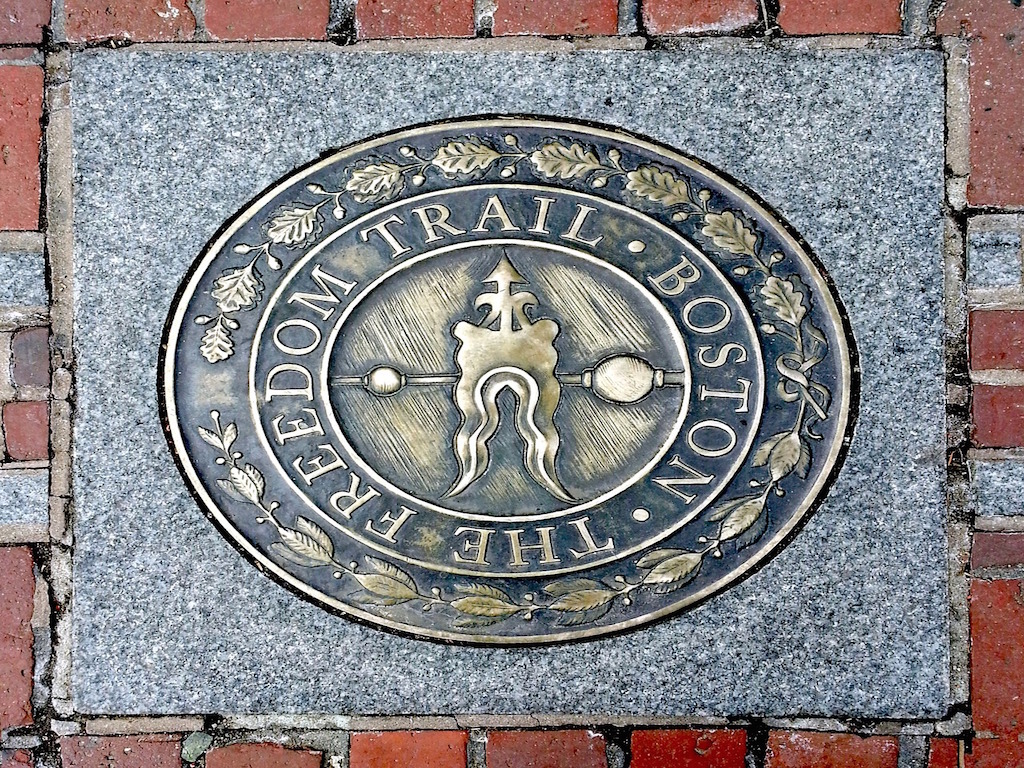 THE FREEDOM TRAIL • BOSTON •